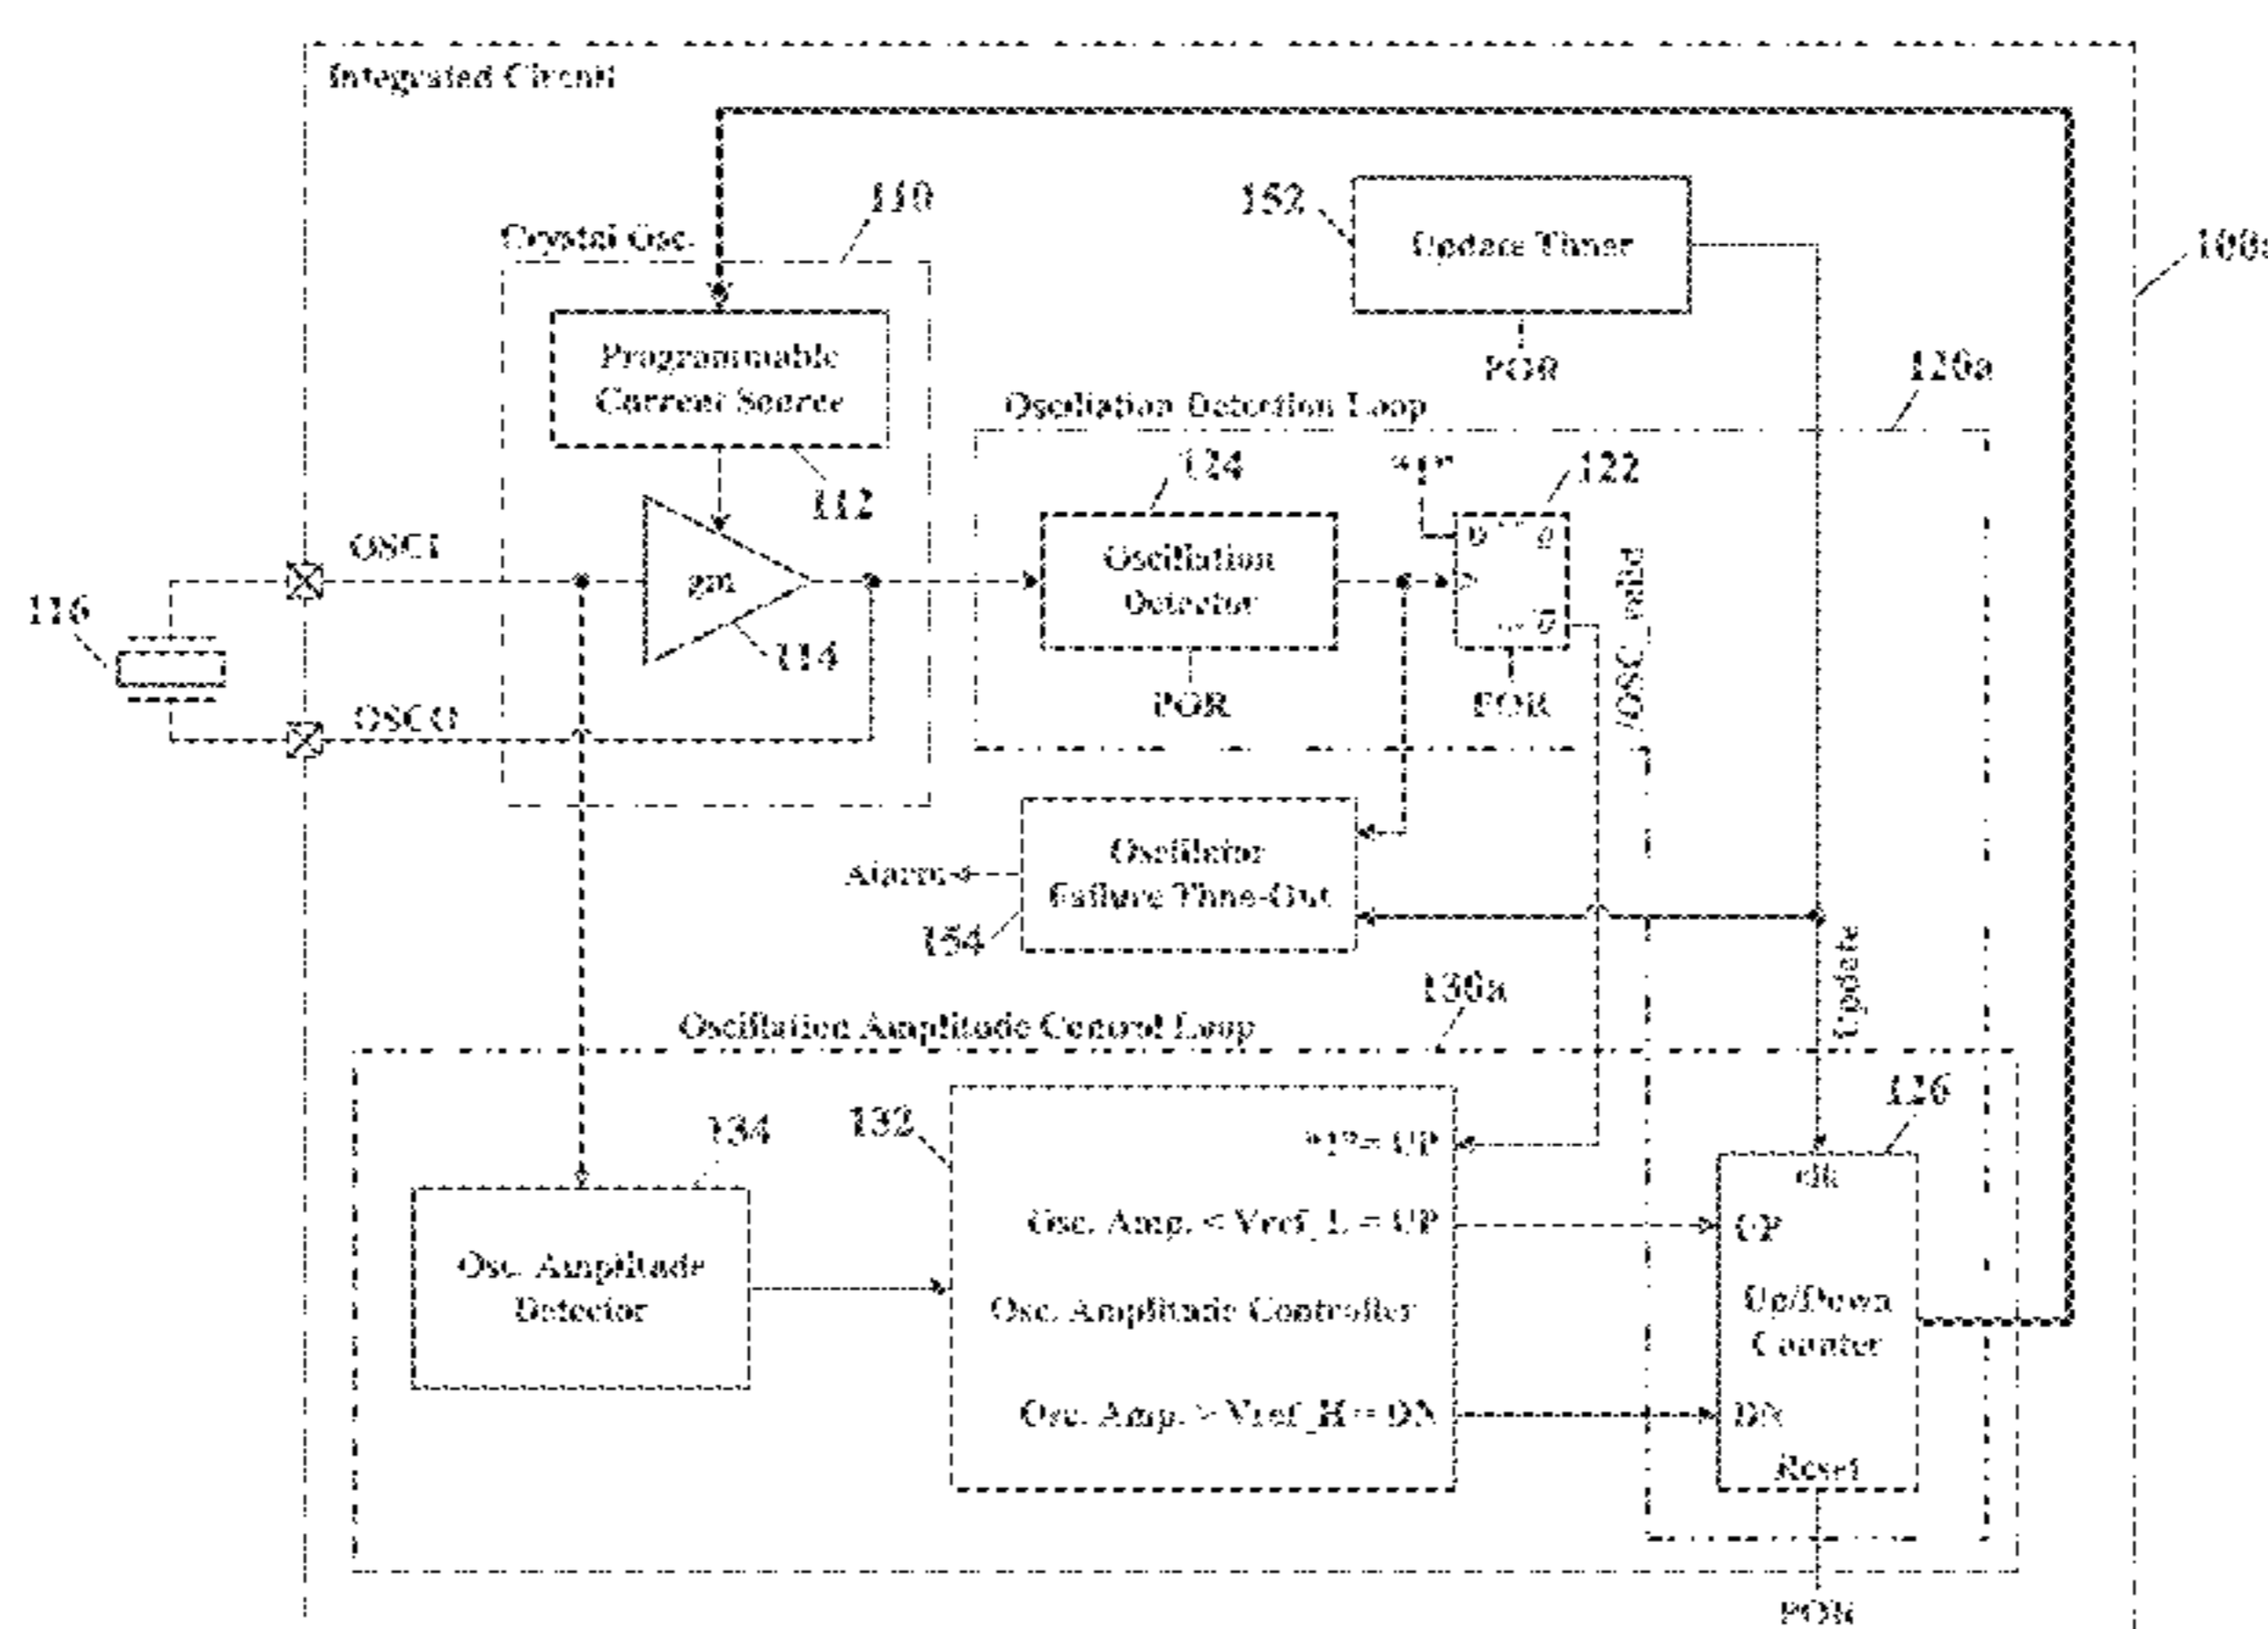 Integrated Circuit
110
152
Update Timer
100a
Crystal Osc.
POR
Programmable
Current Source
120a
Oscillation Detection Loop
112
124
122
OSCI
gm
Oscillation
Detector
D
Q
116
114
POR
POR
/OSC_valid
OSCO
Oscillator
Failure Time-Out
Alarm
154
Update
130a
Oscillation Amplitude Control Loop
126
134
132
"1" = UP
clk
Osc. Amp. < Vref_L = UP
UP
Osc. Amplitude
Detector
Osc. Amplitude Controller
Up/Down
Counter
Osc. Amp. > Vref_H = DN
DN
Reset
POR